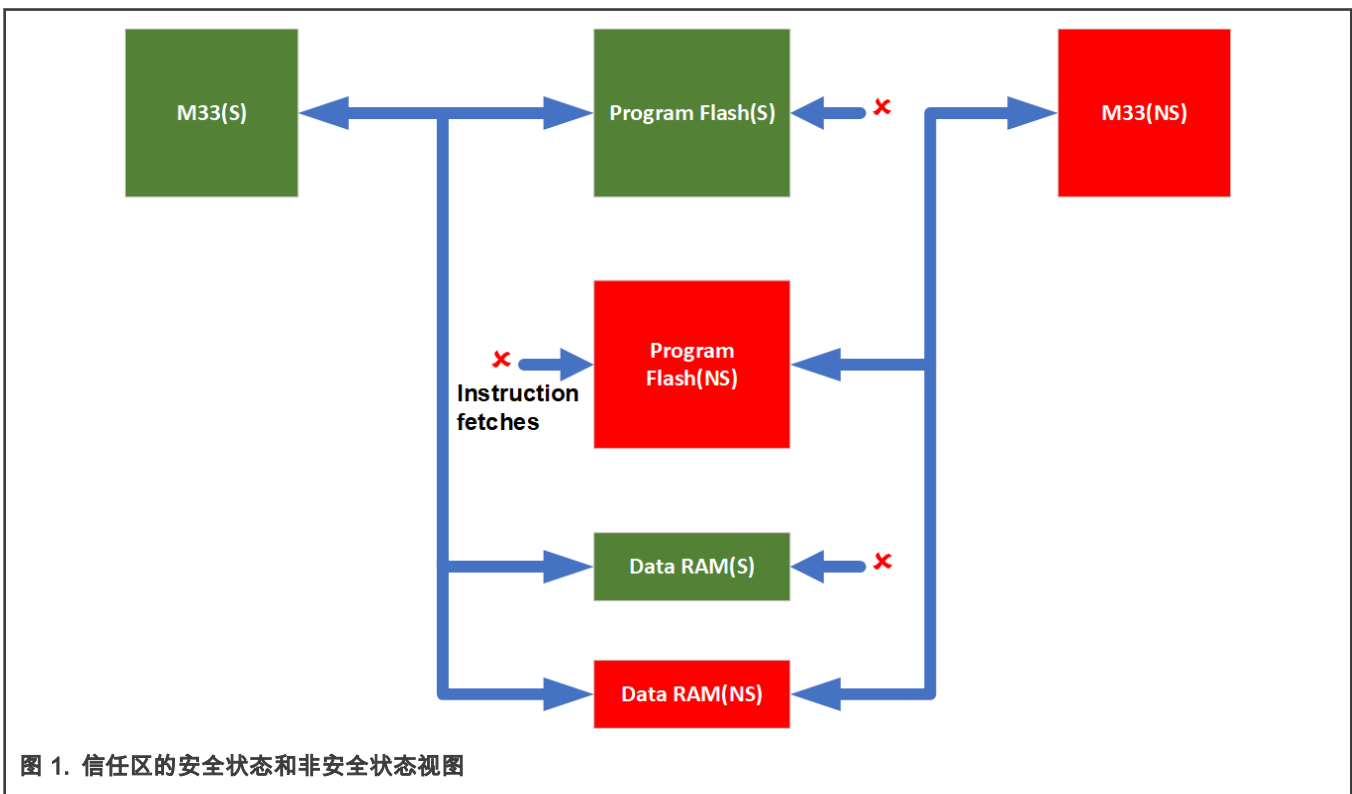 M33(S)
Program Flash(S)
M33(NS)
Program
Flash(NS)
Instruction
fetches
Data RAM(S)
Data RAM(NS)
图 1. 信任区的安全状态和非安全状态视图